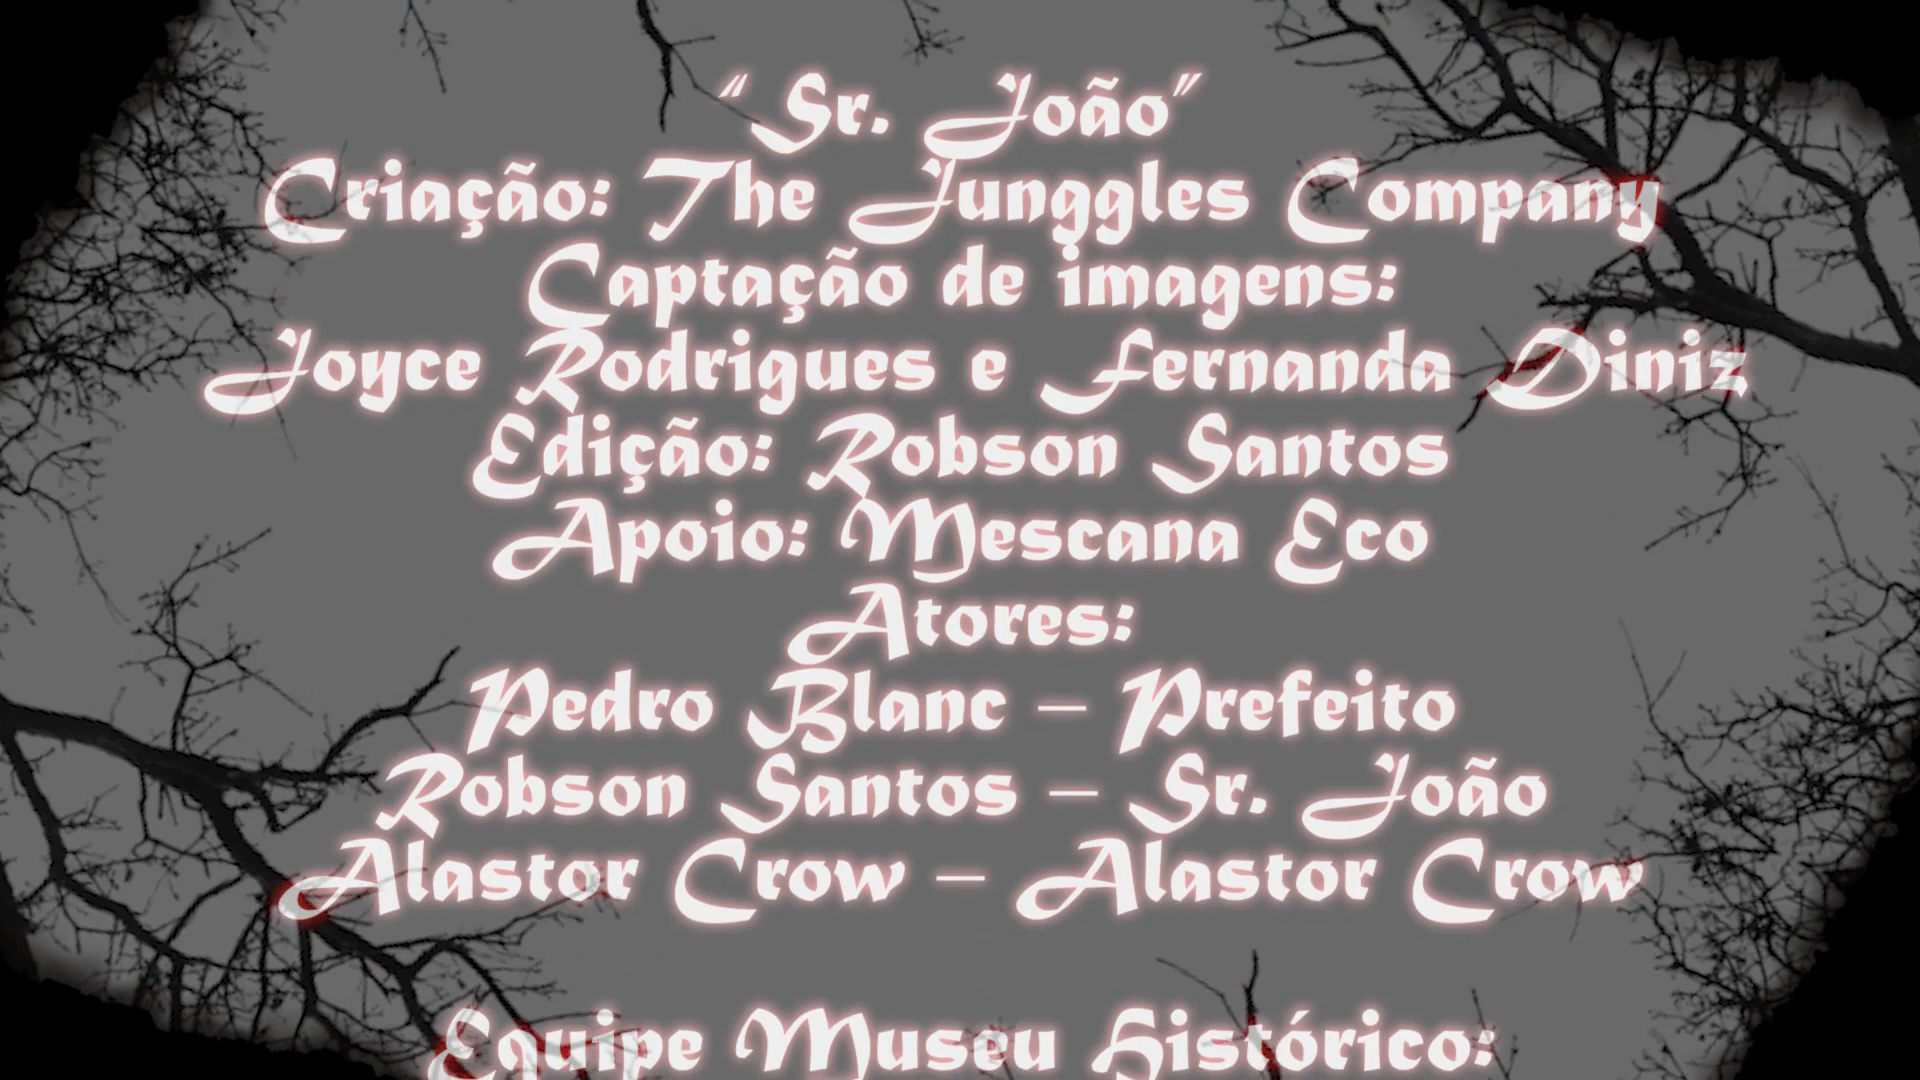 "Sr. João"
Criação: The Junggles Company
Captação de imagens:
Joyce Rodrigues e Fernanda Diniz
Edição: Robson Santos
Apoio: Mescana Eco
Atores:
Pedro Blanc – Prefeito
Robson Santos – Sr. João
Alastor Crow – Alastor Crow
Equipe Museu Histórico: